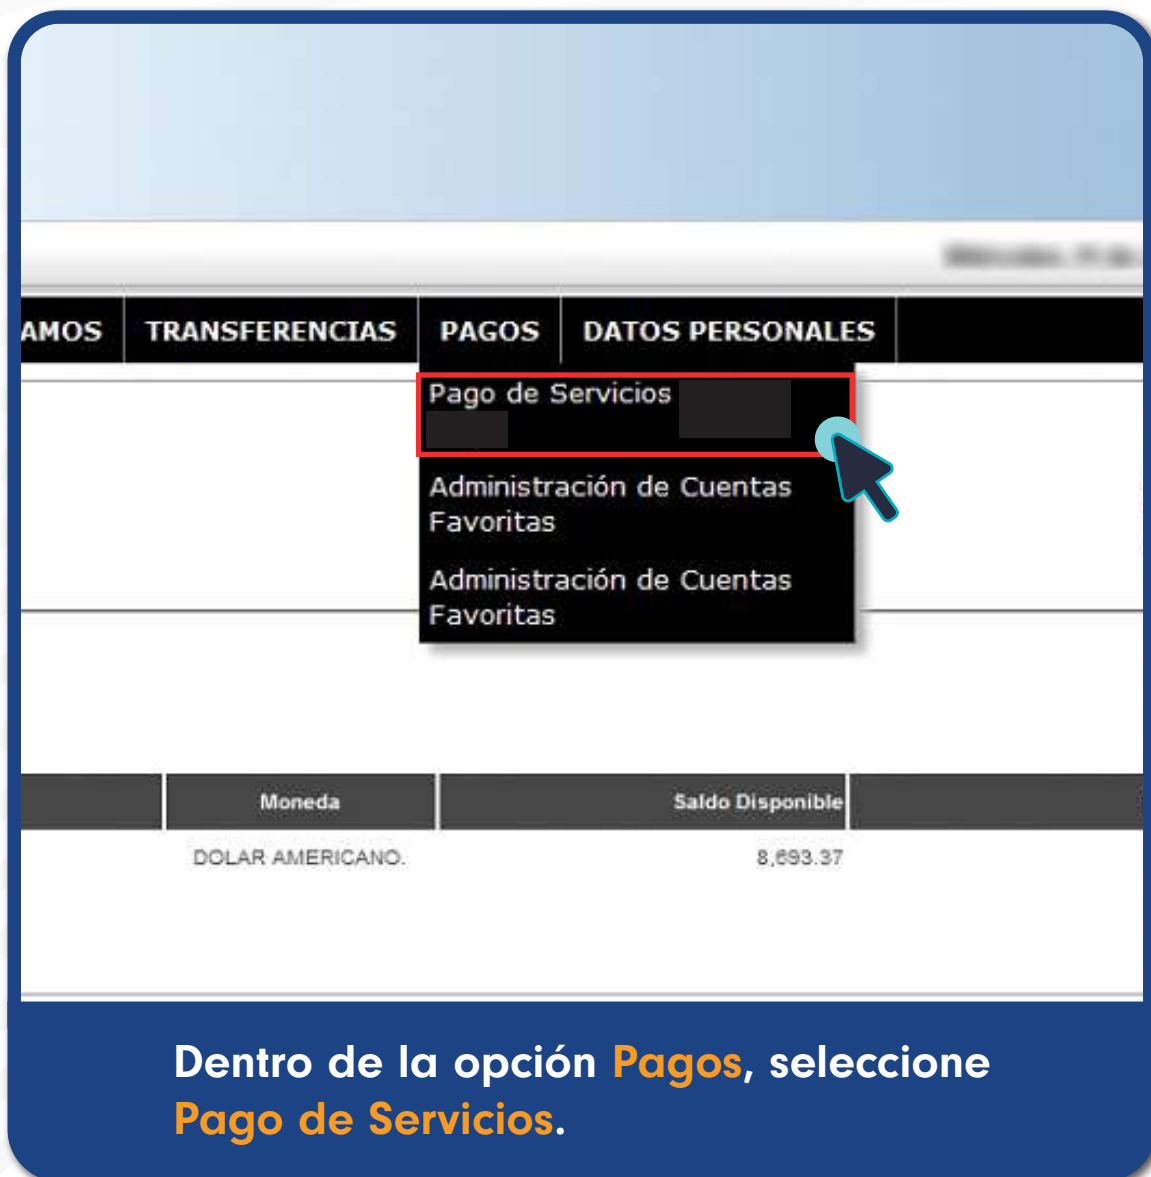 AMOS TRANSFERENCIAS PAGOS DATOS PERSONALES
Pago de Servicios
Administración de Cuentas
Favoritas
Administración de Cuentas
Favoritas
Moneda Saldo Disponible
DOLAR AMERICANO. 8,693.37
Dentro de la opción Pagos, seleccione
Pago de Servicios.